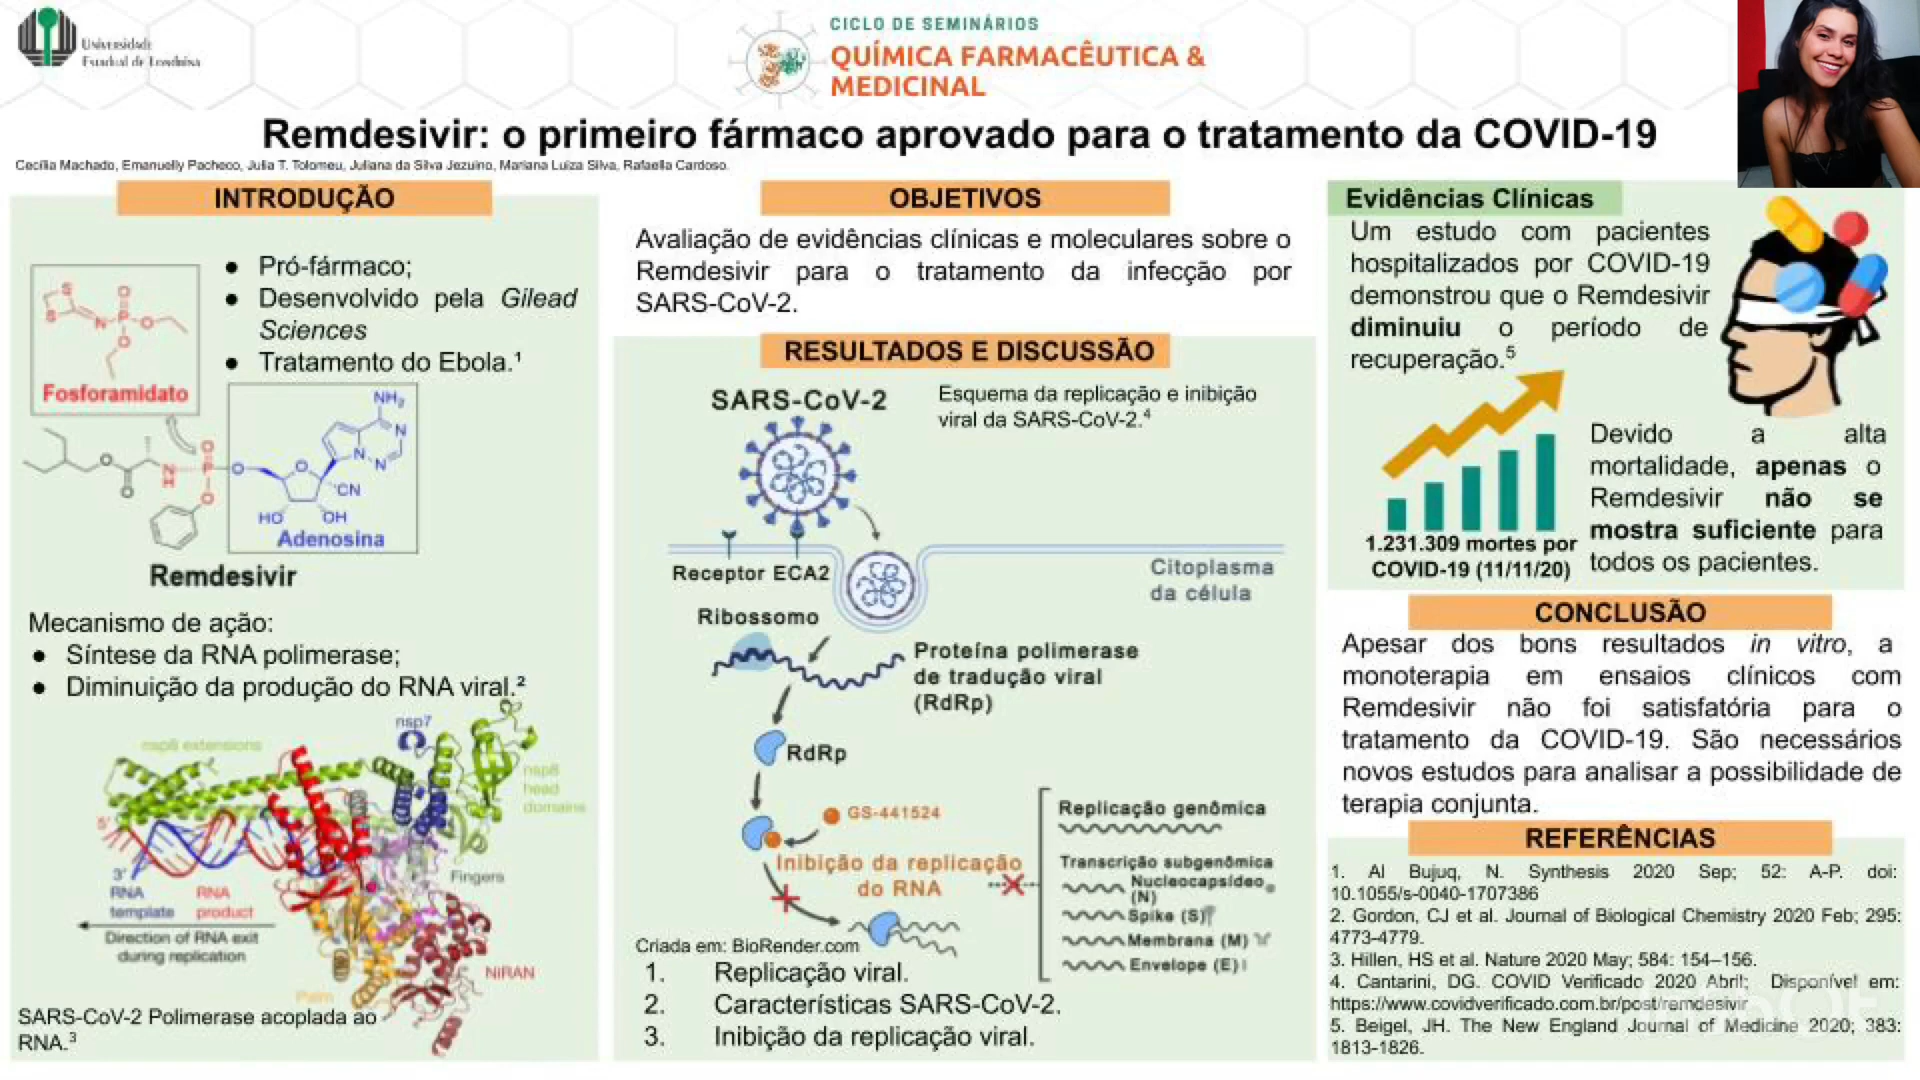 Universidade
Estadual de Londrina
CICLO DE SEMINÁRIOS
QUÍMICA FARMACÊUTICA &
MEDICINAL
Remdesivir: o primeiro fármaco aprovado para o tratamento da COVID-19
Cecília Machado, Emanuelly Pacheco, Julia T. Tolomeu, Juliana da Silva Jezuino, Mariana Luiza Silva, Rafaella Cardoso.
INTRODUÇÃO
● Pró-fármaco;
● Desenvolvido pela Gilead
Sciences
● Tratamento do Ebola.¹
Fosforamidato
Adenosina
Remdesivir
Mecanismo de ação:
● Síntese da RNA polimerase;
● Diminuição da produção do RNA viral.²
nsp7
nsp8 extensions
nsp8
head
domains
5'
3'
RNA
template
RNA
product
Fingers
Direction of RNA exit
during replication
NiRAN
Palm
SARS-CoV-2 Polimerase acoplada ao
RNA.³
OBJETIVOS
Avaliação de evidências clínicas e moleculares sobre o
Remdesivir para o tratamento da infecção por
SARS-CoV-2.
RESULTADOS E DISCUSSÃO
SARS-CoV-2
Esquema da replicação e inibição
viral da SARS-CoV-2.⁴
Receptor ECA2
Citoplasma
da célula
Ribossomo
Proteína polimerase
de tradução viral
(RdRp)
RdRp
GS-441524
Inibição da replicação
do RNA
Replicação genômica
Transcrição subgenômica
Nucleocapsídeo
(N)
Spike (S)
Membrana (M)
Envelope (E)
Criada em: BioRender.com
1. Replicação viral.
2. Características SARS-CoV-2.
3. Inibição da replicação viral.
Evidências Clínicas
Um estudo com pacientes
hospitalizados por COVID-19
demonstrou que o Remdesivir
diminuiu o período de
recuperação.⁵
1.231.309 mortes por
COVID-19 (11/11/20)
Devido a alta
mortalidade, apenas o
Remdesivir não se
mostra suficiente para
todos os pacientes.
CONCLUSÃO
Apesar dos bons resultados in vitro, a
monoterapia em ensaios clínicos com
Remdesivir não foi satisfatória para o
tratamento da COVID-19. São necessários
novos estudos para analisar a possibilidade de
terapia conjunta.
REFERÊNCIAS
1. Al Bujuq, N. Synthesis 2020 Sep; 52: A-P. doi:
10.1055/s-0040-1707386
2. Gordon, CJ et al. Journal of Biological Chemistry 2020 Feb; 295:
4773-4779.
3. Hillen, HS et al. Nature 2020 May; 584: 154–156.
4. Cantarini, DG. COVID Verificado 2020 Abril; Disponível em:
https://www.covidverificado.com.br/post/remdesivir
5. Beigel, JH. The New England Journal of Medicine 2020; 383:
1813-1826.